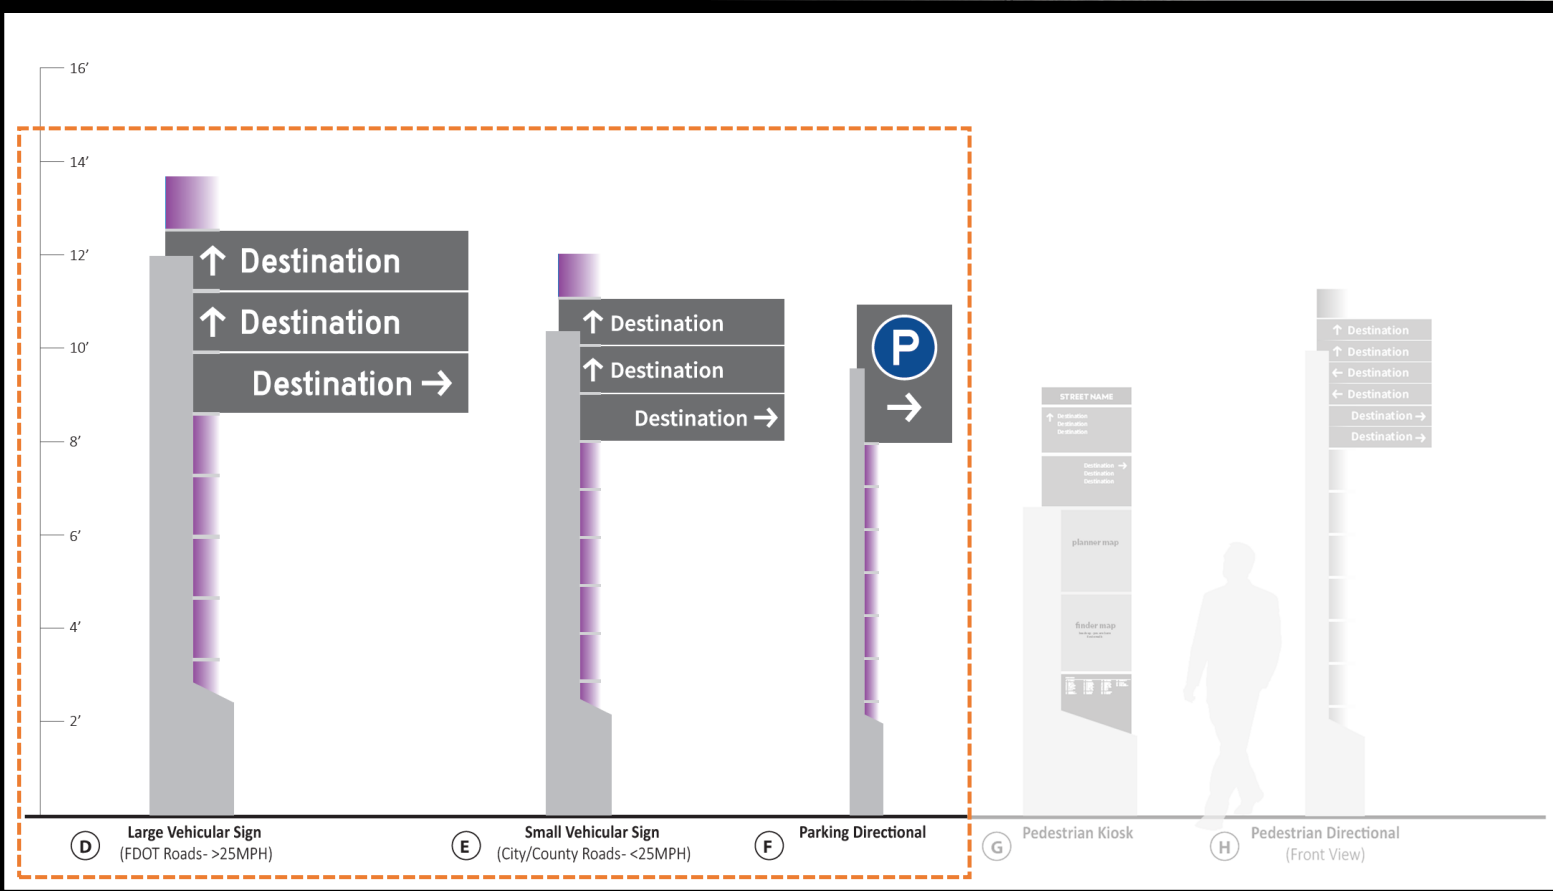 16’
14’
12’
10’
8’
6’
4’
2’
↑ Destination
↑ Destination
Destination →
↑ Destination
↑ Destination
Destination →
P
→
STREET NAME
↑ Destination
Destination
Destination
Destination →
Destination
Destination
planner map
finder map
↑ Destination
↑ Destination
← Destination
← Destination
Destination →
Destination →
D
Large Vehicular Sign
(FDOT Roads- >25MPH)
E
Small Vehicular Sign
(City/County Roads- <25MPH)
F
Parking Directional
G
Pedestrian Kiosk
H
Pedestrian Directional
(Front View)